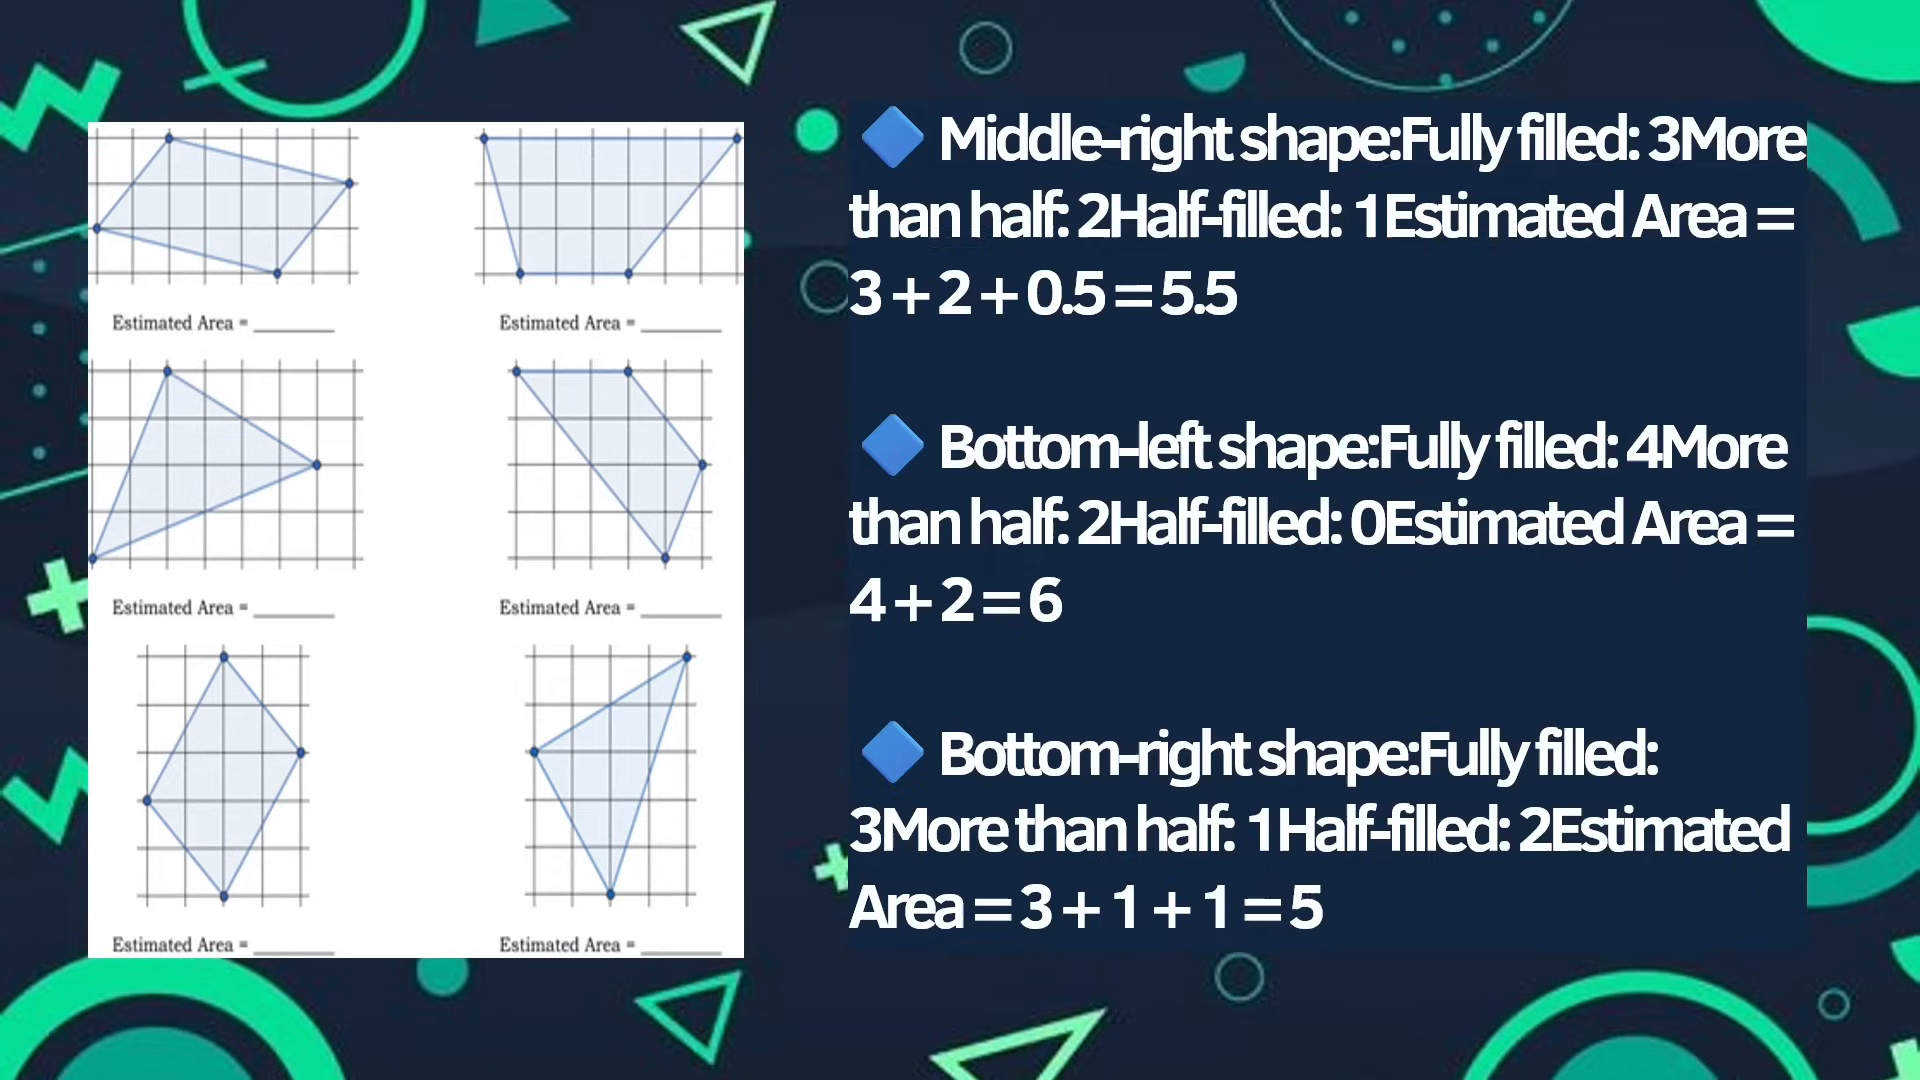 Estimated Area = ________
Estimated Area = ________
Estimated Area = ________
Estimated Area = ________
Estimated Area = ________
Estimated Area = ________
🔷 Middle-right shape:Fully filled: 3More
than half: 2Half-filled: 1Estimated Area =
3 + 2 + 0.5 = 5.5
🔷 Bottom-left shape:Fully filled: 4More
than half: 2Half-filled: 0Estimated Area =
4 + 2 = 6
🔷 Bottom-right shape:Fully filled:
3More than half: 1Half-filled: 2Estimated
Area = 3 + 1 + 1 = 5